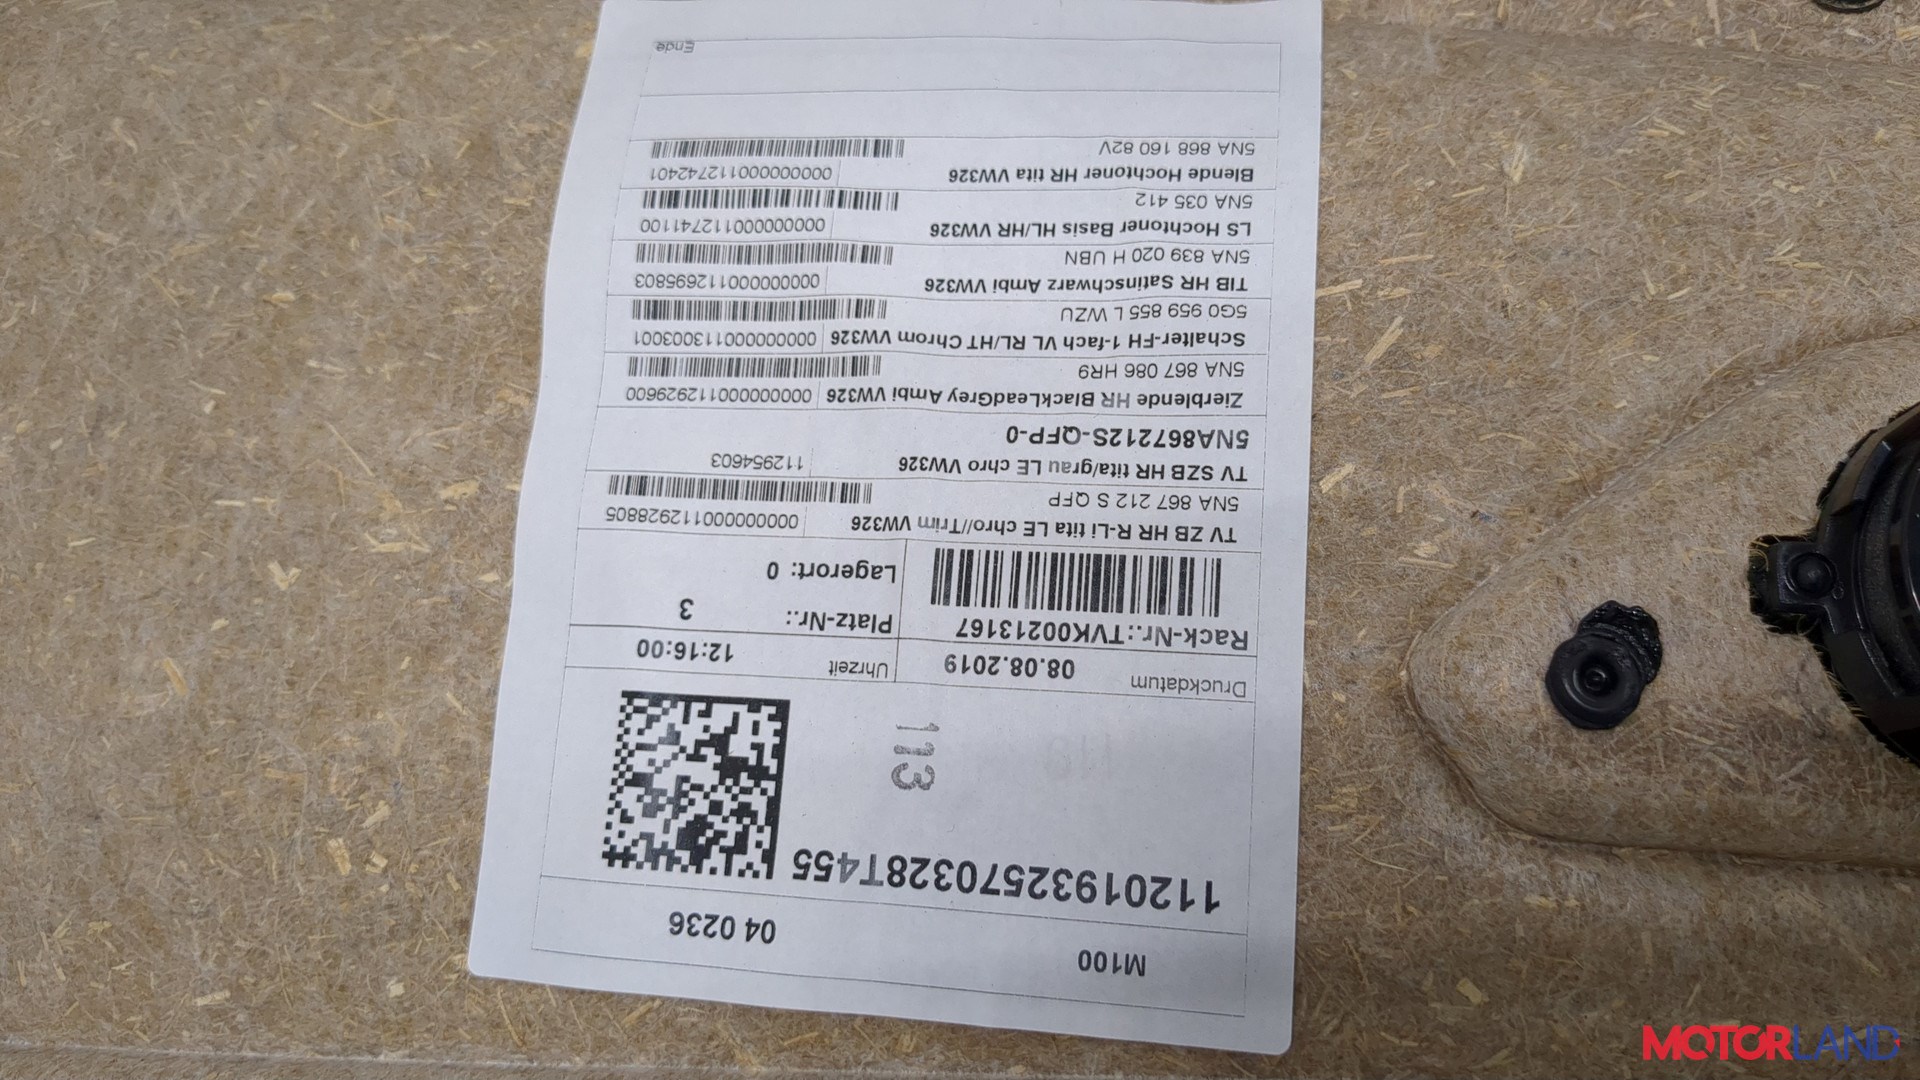 M100
04 0236
11201932570328T455
113
Druckdatum 08.08.2019 Uhrzeit 12:16:00
Rack-Nr.:TVK00213167 Platz-Nr.: 3
Lagerort: 0
TV ZB HR R-Li tita LE chro//Trim VW326 000000000112928805
5NA 867 212 S QFP
TV SZB HR tita/grau LE chro VW326 112954603
5NA867212S-QFP-0
Zierblende HR BlackLeadGrey Ambi VW326 000000000112929600
5NA 867 086 HR9
Schalter-FH 1-fach VL RL/HT Chrom VW326 000000000113003001
5G0 959 855 L WZU
TIB HR Satinschwarz Ambi VW326 000000000112695803
5NA 839 020 H UBN
LS Hochtoner Basis HL/HR VW326 000000000112741100
5NA 035 412
Blende Hochtoner HR tita VW326 000000000112742401
5NA 868 160 82V
Ende
MOTORLAND